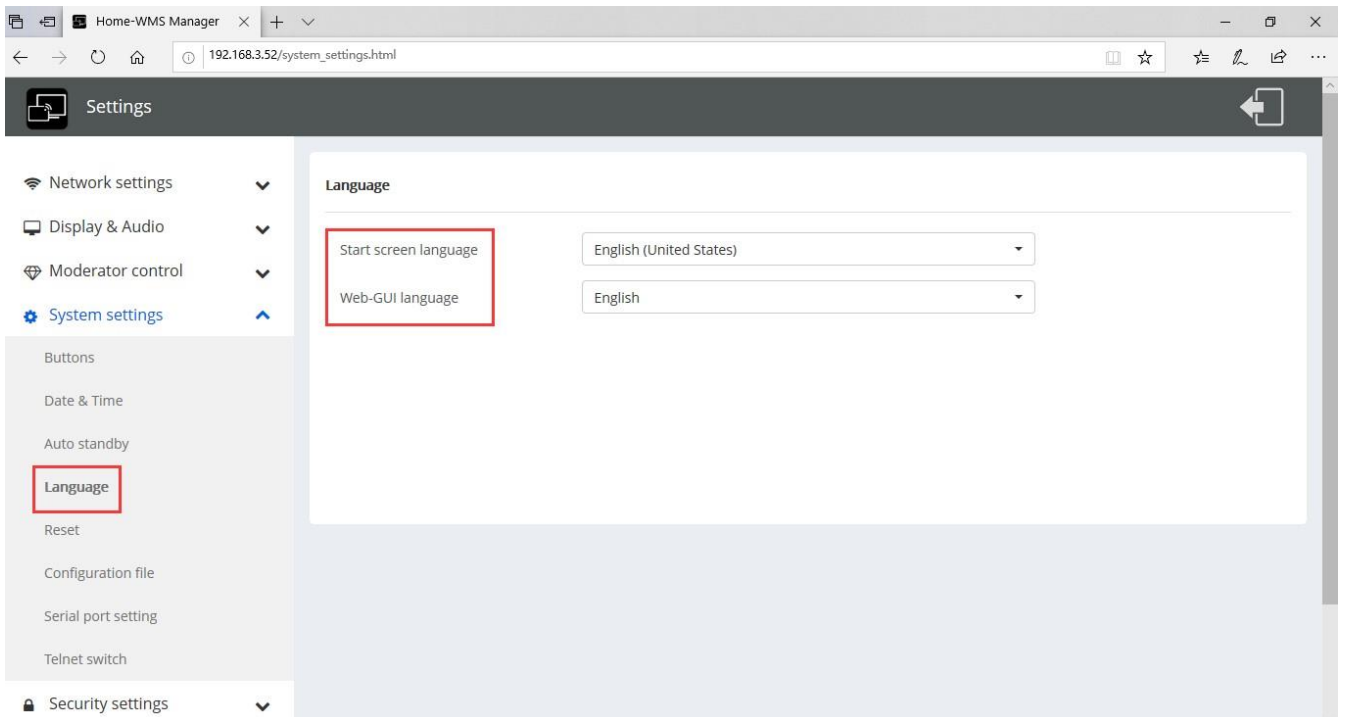 Home-WMS Manager
192.168.3.52/system_settings.html
Settings
Network settings
Display & Audio
Moderator control
System settings
Buttons
Date & Time
Auto standby
Language
Reset
Configuration file
Serial port setting
Telnet switch
Security settings
Language
Start screen language English (United States)
Web-GUI language English